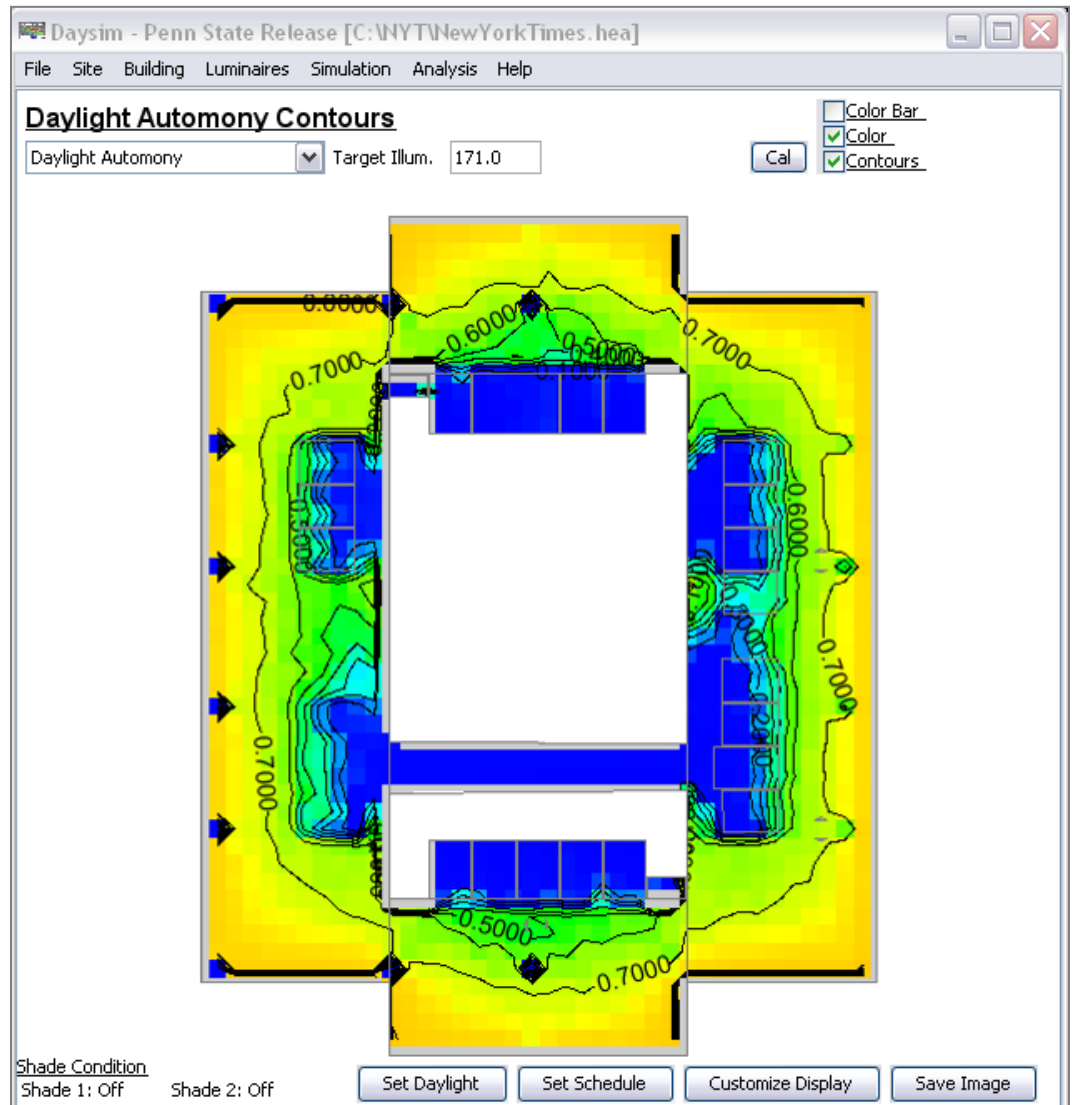 Daysim - Penn State Release [C:\NYT\NewYorkTimes.hea]
File Site Building Luminaires Simulation Analysis Help
Daylight Automony Contours
Color Bar
Color
Contours
Daylight Automony Target Illum. 171.0 Cal
0.0000
0.6000
0.5000
0.7000
0.7000
0.6000
0.7000
0.7000
0.5000
0.7000
Shade Condition
Shade 1: Off Shade 2: Off
Set Daylight Set Schedule Customize Display Save Image